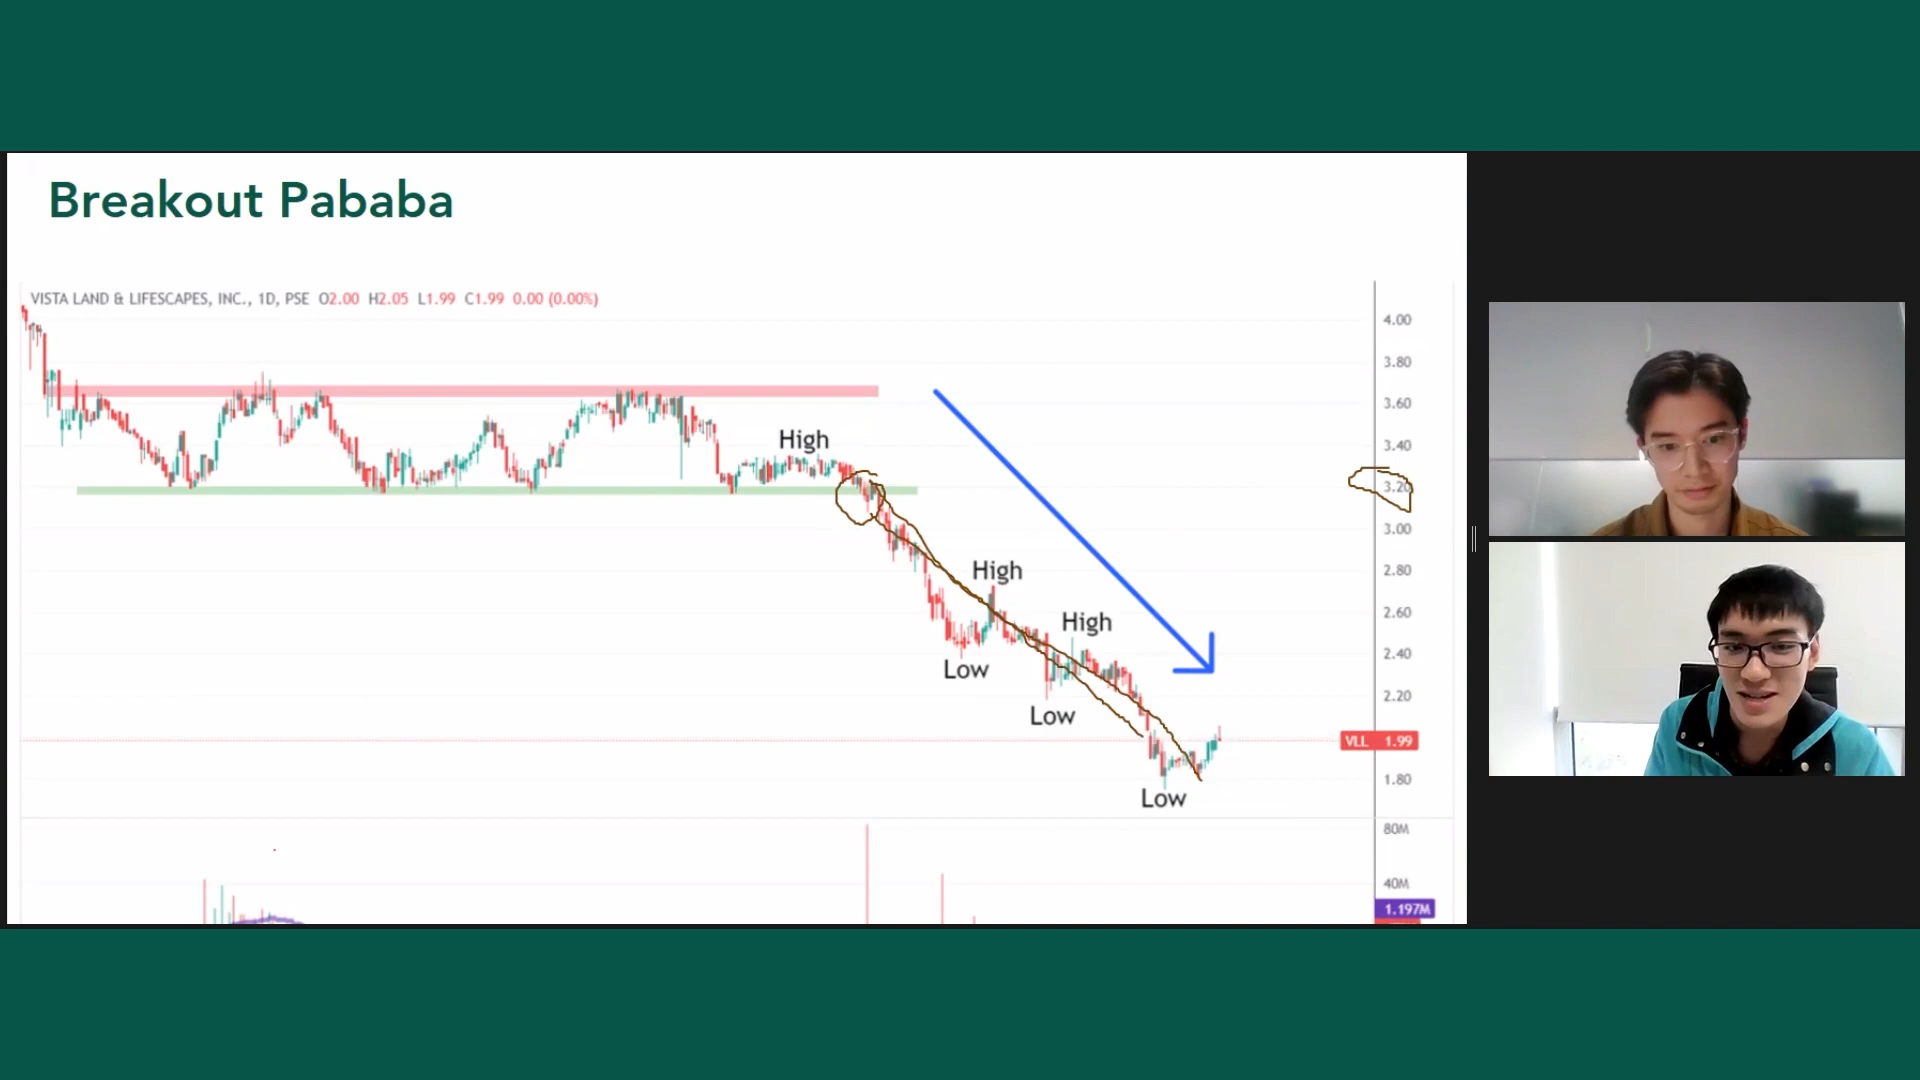 Breakout Pababa
VISTA LAND & LIFESCAPES, INC., 1D, PSE O2.00 H2.05 L1.99 C1.99 0.00 (0.00%)
4.00
3.80
3.60
High
3.40
3.20
3.00
High
2.80
2.60
High
2.40
Low
2.20
Low
VLL 1.99
1.80
Low
80M
40M
1.197M